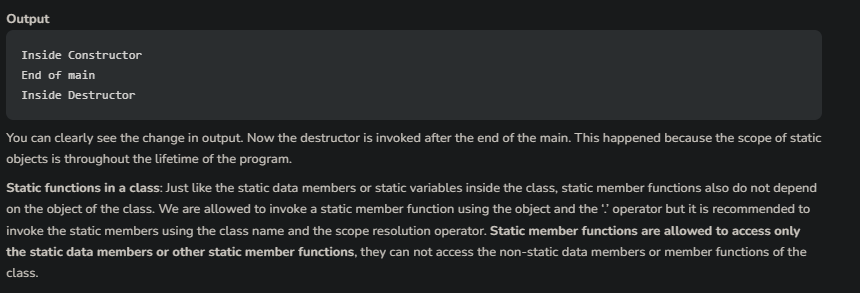 Output
Inside Constructor
End of main
Inside Destructor
You can clearly see the change in output. Now the destructor is invoked after the end of the main. This happened because the scope of static
objects is throughout the lifetime of the program.
Static functions in a class: Just like the static data members or static variables inside the class, static member functions also do not depend
on the object of the class. We are allowed to invoke a static member function using the object and the ‘.’ operator but it is recommended to
invoke the static members using the class name and the scope resolution operator. Static member functions are allowed to access only
the static data members or other static member functions, they can not access the non-static data members or member functions of the
class.